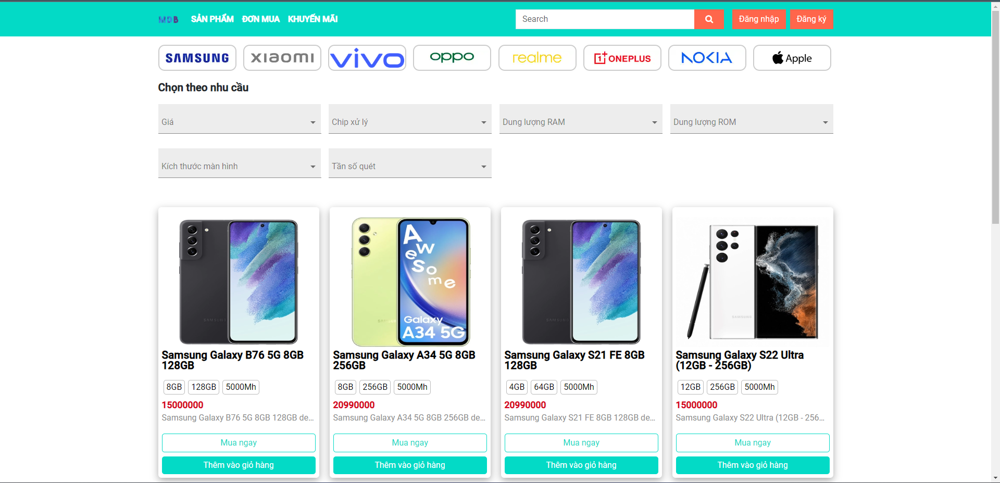 MDB SẢN PHẨM ĐƠN MUA KHUYẾN MÃI Search Đăng nhập Đăng ký
SAMSUNG xiaomi vivo oppo realme 1+ ONEPLUS NOKIA Apple
Chọn theo nhu cầu
Giá Chip xử lý Dung lượng RAM Dung lượng ROM
Kích thước màn hình Tần số quét
Awesome
SAMSUNG
SAMSUNG
SAMSUNG
SAMSUNG
Galaxy
A34 5G
Samsung Galaxy B76 5G 8GB
128GB
8GB 128GB 5000Mh
15000000
Samsung Galaxy B76 5G 8GB 128GB de...
Mua ngay
Thêm vào giỏ hàng
Samsung Galaxy A34 5G 8GB
256GB
8GB 256GB 5000Mh
20990000
Samsung Galaxy A34 5G 8GB 256GB de...
Mua ngay
Thêm vào giỏ hàng
Samsung Galaxy S21 FE 8GB
128GB
4GB 64GB 5000Mh
20990000
Samsung Galaxy S21 FE 8GB 128GB de...
Mua ngay
Thêm vào giỏ hàng
Samsung Galaxy S22 Ultra
(12GB - 256GB)
12GB 256GB 5000Mh
15000000
Samsung Galaxy S22 Ultra (12GB - 256...
Mua ngay
Thêm vào giỏ hàng